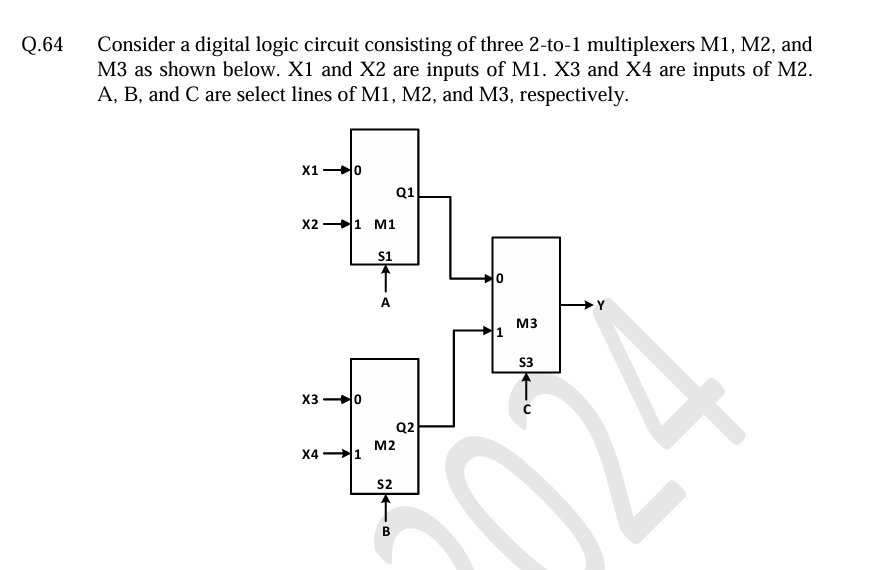 Q.64 Consider a digital logic circuit consisting of three 2-to-1 multiplexers M1, M2, and
M3 as shown below. X1 and X2 are inputs of M1. X3 and X4 are inputs of M2.
A, B, and C are select lines of M1, M2, and M3, respectively.
X1 0
Q1
X2 1 M1
S1
A
0
Y
M3
1
S3
C
X3 0
Q2
M2
X4 1
S2
B
2024